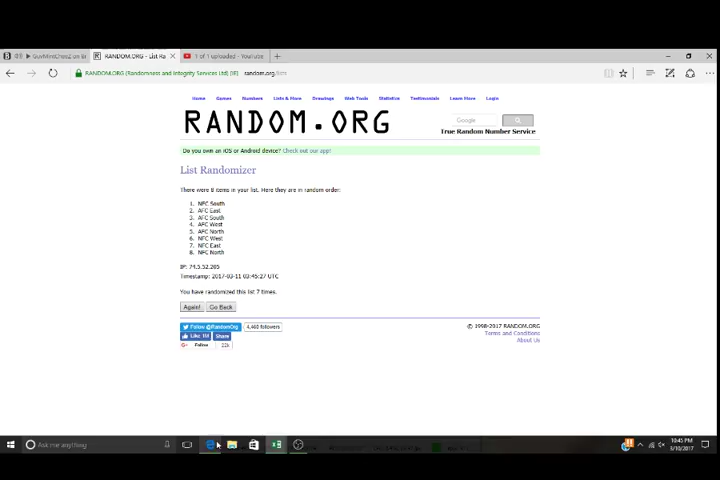 GuvMintCheeZ on
RANDOM.ORG - List Ra
1 of 1 uploaded - YouTube
RANDOM.ORG (Randomness and Integrity Services Ltd) [IE] random.org/lists
Home Games Numbers Lists & More Drawings Web Tools Statistics Testimonials Learn More Login
RANDOM.ORG
Google
True Random Number Service
Do you own an iOS or Android device? Check out our app!
List Randomizer
There were 8 items in your list. Here they are in random order:
1. NFC South
2. AFC East
3. AFC South
4. AFC West
5. AFC North
6. NFC West
7. NFC East
8. NFC North
IP: 74.5.52.205
Timestamp: 2017-03-11 03:45:27 UTC
You have randomized this list 7 times.
Again! Go Back
Follow @RandomOrg 4,468 followers
Like Share
Follow 22k
© 1998-2017 RANDOM.ORG
Terms and Conditions
About Us
Ask me anything
10:45 PM
3/10/2017